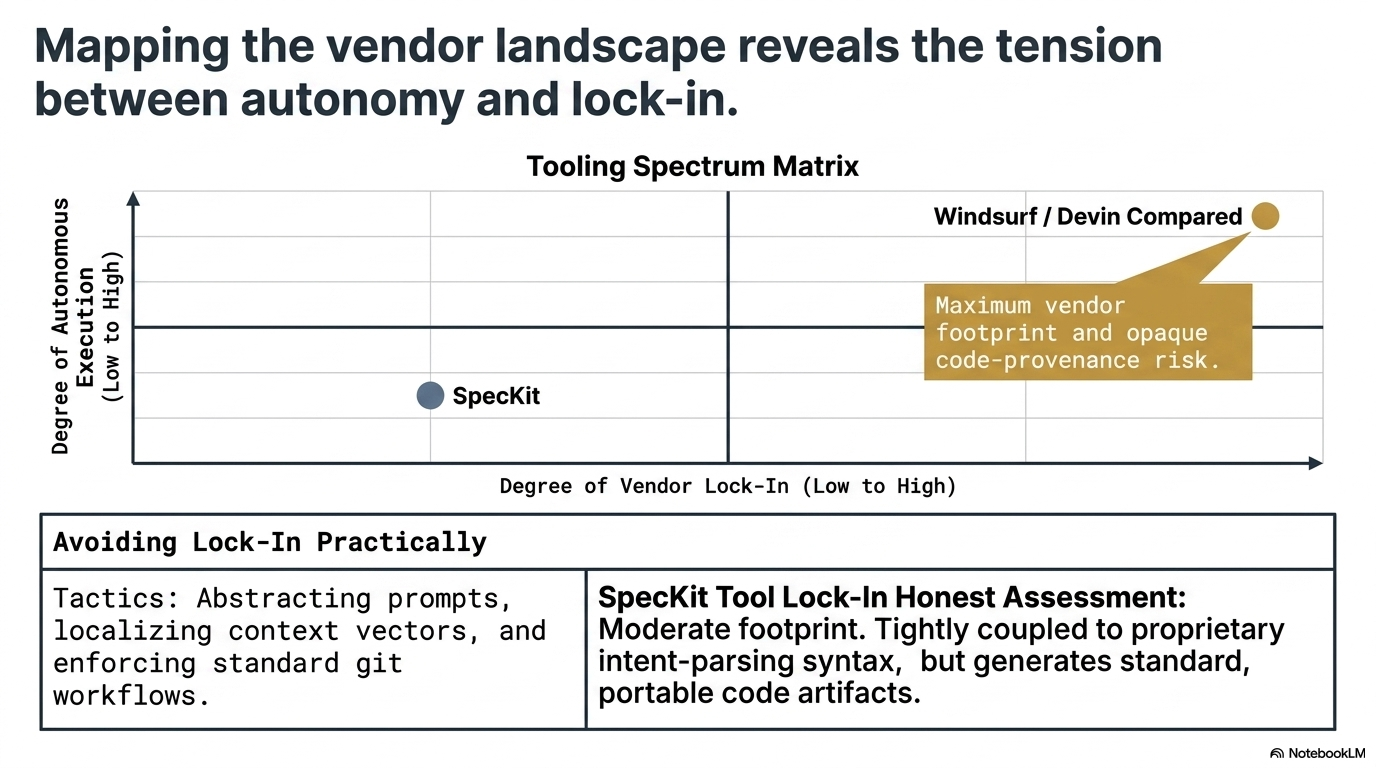 Mapping the vendor landscape reveals the tension
between autonomy and lock-in.
Tooling Spectrum Matrix
Degree of Autonomous
Execution
(Low to High)
Windsurf / Devin Compared
Maximum vendor
footprint and opaque
code-provenance risk.
SpecKit
Degree of Vendor Lock-In (Low to High)
Avoiding Lock-In Practically
Tactics: Abstracting prompts,
localizing context vectors, and
enforcing standard git
workflows.
SpecKit Tool Lock-In Honest Assessment:
Moderate footprint. Tightly coupled to proprietary
intent-parsing syntax, but generates standard,
portable code artifacts.
NotebookLM